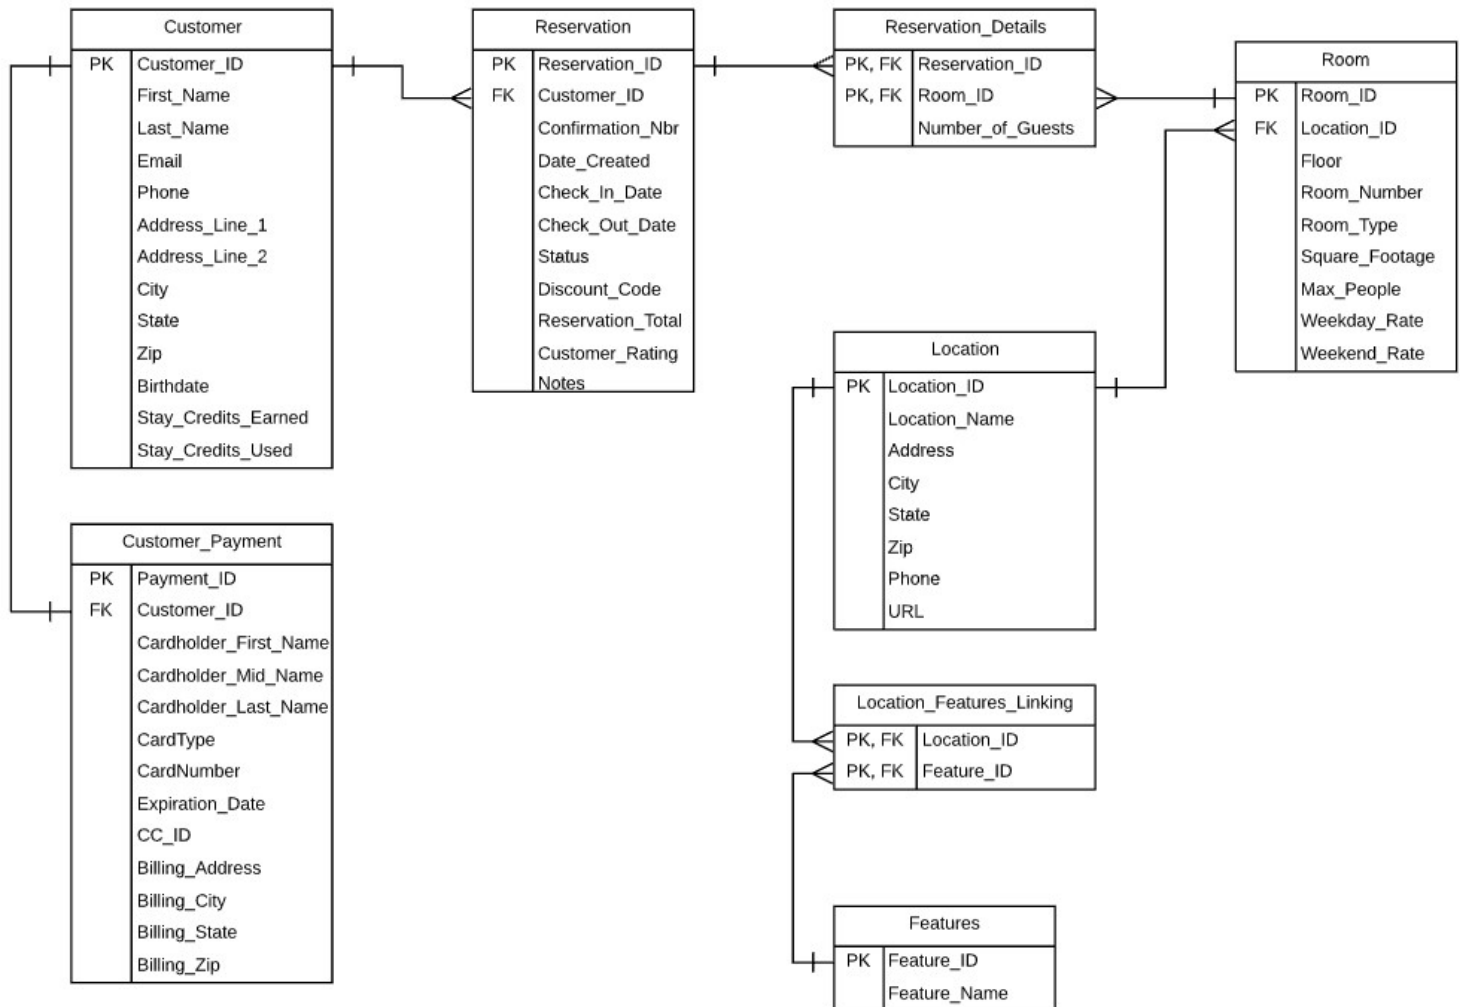 Customer
PK Customer_ID
First_Name
Last_Name
Email
Phone
Address_Line_1
Address_Line_2
City
State
Zip
Birthdate
Stay_Credits_Earned
Stay_Credits_Used
Customer_Payment
PK Payment_ID
FK Customer_ID
Cardholder_First_Name
Cardholder_Mid_Name
Cardholder_Last_Name
CardType
CardNumber
Expiration_Date
CC_ID
Billing_Address
Billing_City
Billing_State
Billing_Zip
Reservation
PK Reservation_ID
FK Customer_ID
Confirmation_Nbr
Date_Created
Check_In_Date
Check_Out_Date
Status
Discount_Code
Reservation_Total
Customer_Rating
Notes
Reservation_Details
PK, FK Reservation_ID
PK, FK Room_ID
Number_of_Guests
Room
PK Room_ID
FK Location_ID
Floor
Room_Number
Room_Type
Square_Footage
Max_People
Weekday_Rate
Weekend_Rate
Location
PK Location_ID
Location_Name
Address
City
State
Zip
Phone
URL
Location_Features_Linking
PK, FK Location_ID
PK, FK Feature_ID
Features
PK Feature_ID
Feature_Name